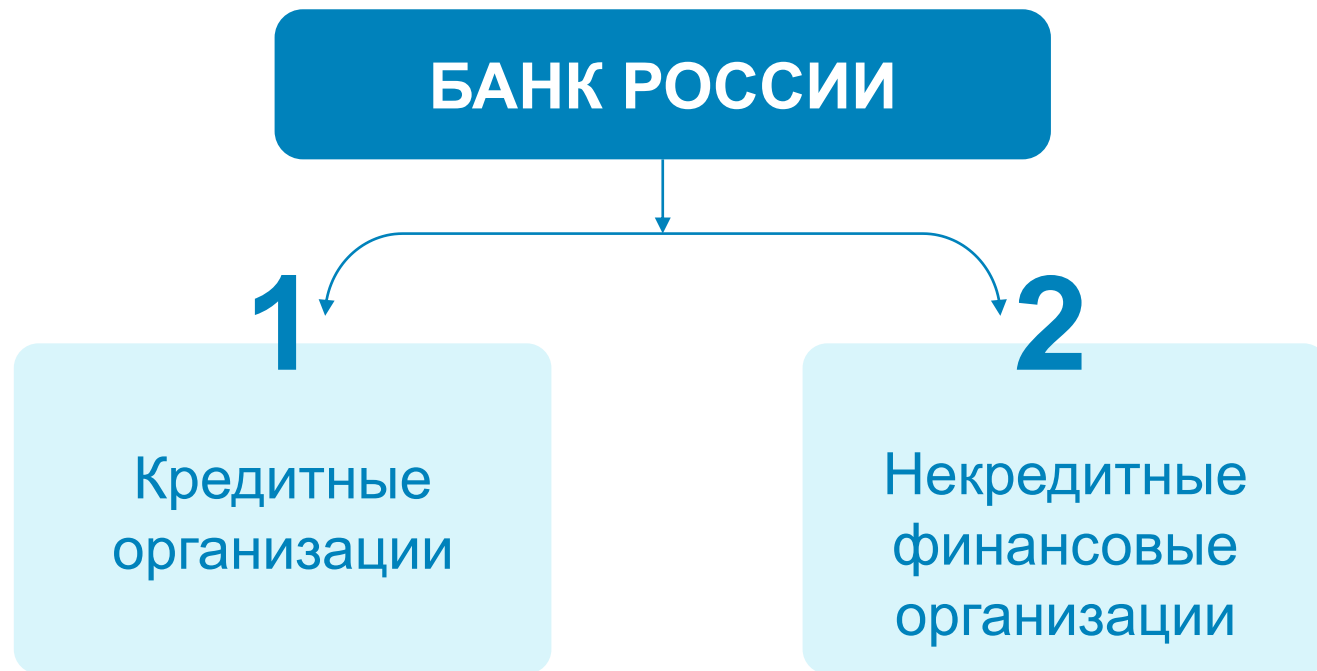 БАНК РОССИИ
1
Кредитные
организации
2
Некредитные
финансовые
организации